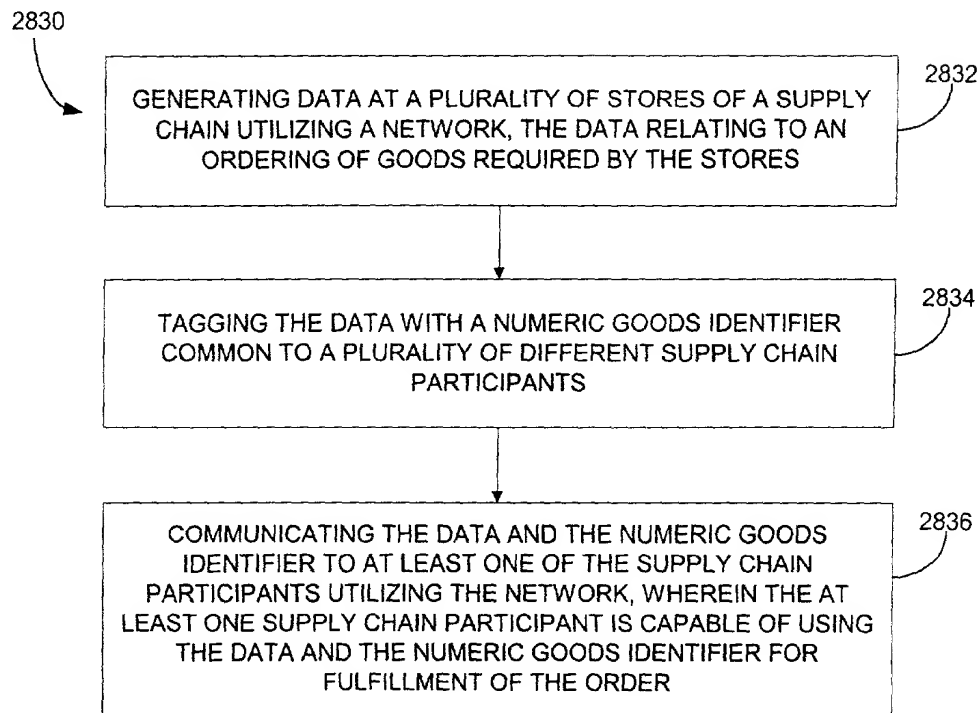 2830
2832
GENERATING DATA AT A PLURALITY OF STORES OF A SUPPLY
CHAIN UTILIZING A NETWORK, THE DATA RELATING TO AN
ORDERING OF GOODS REQUIRED BY THE STORES
2834
TAGGING THE DATA WITH A NUMERIC GOODS IDENTIFIER
COMMON TO A PLURALITY OF DIFFERENT SUPPLY CHAIN
PARTICIPANTS
2836
COMMUNICATING THE DATA AND THE NUMERIC GOODS
IDENTIFIER TO AT LEAST ONE OF THE SUPPLY CHAIN
PARTICIPANTS UTILIZING THE NETWORK, WHEREIN THE AT
LEAST ONE SUPPLY CHAIN PARTICIPANT IS CAPABLE OF USING
THE DATA AND THE NUMERIC GOODS IDENTIFIER FOR
FULFILLMENT OF THE ORDER